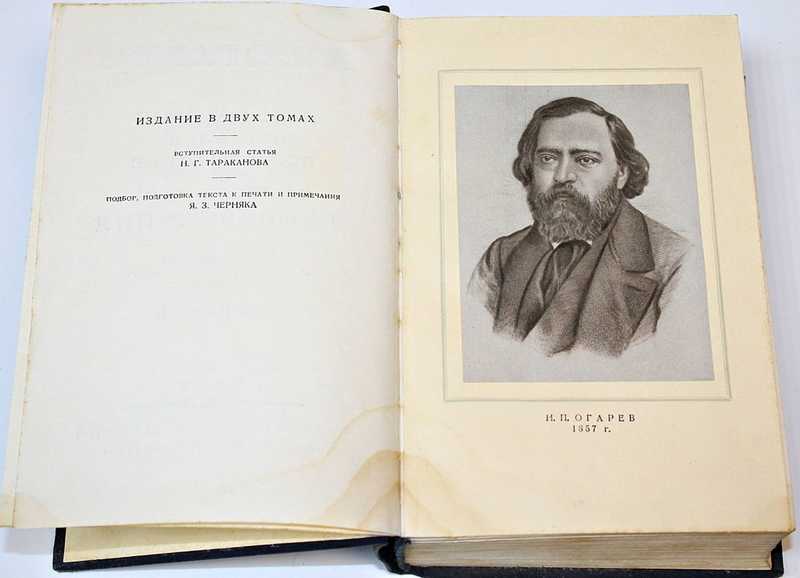 ИЗДАНИЕ В ДВУХ ТОМАХ
ВСТУПИТЕЛЬНАЯ СТАТЬЯ
Н. Г. ТАРАКАНОВА
ПОДБОР, ПОДГОТОВКА ТЕКСТА К ПЕЧАТИ И ПРИМЕЧАНИЯ
Я. З. ЧЕРНЯКА
Н. П. ОГАРЕВ
1857 г.